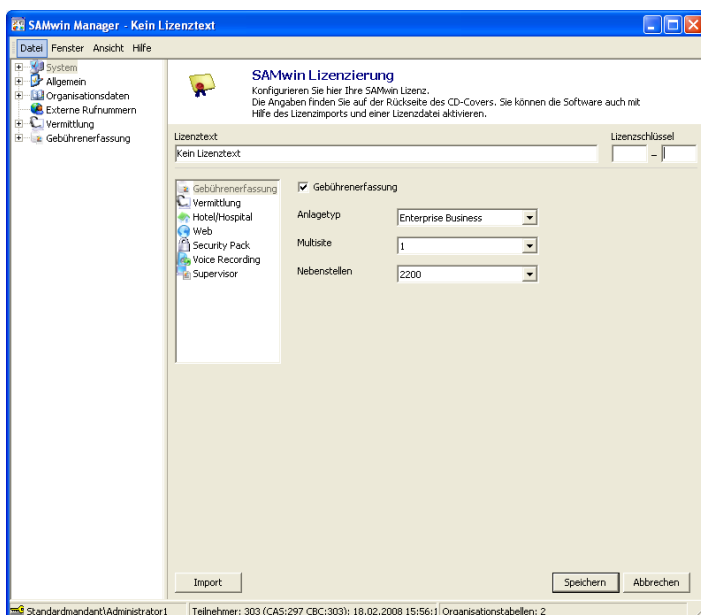 SAMwin Manager - Kein Lizenztext
Datei Fenster Ansicht Hilfe
System
Allgemein
Organisationsdaten
Externe Rufnummern
Vermittlung
Gebührenerfassung
SAMwin Lizenzierung
Konfigurieren Sie hier Ihre SAMwin Lizenz.
Die Angaben finden Sie auf der Rückseite des CD-Covers. Sie können die Software auch mit
Hilfe des Lizenzimports und einer Lizenzdatei aktivieren.
Lizenztext
Lizenzschlüssel
Kein Lizenztext
–
Gebührenerfassung
Vermittlung
Hotel/Hospital
Web
Security Pack
Voice Recording
Supervisor
Gebührenerfassung
Anlagetyp
Enterprise Business
Multisite
1
Nebenstellen
2200
Import
Speichern
Abbrechen
Standardmandant\Administrator1
Teilnehmer: 303 (CAS:297 CBC:303); 18.02.2008 15:56:1
Organisationstabellen: 2